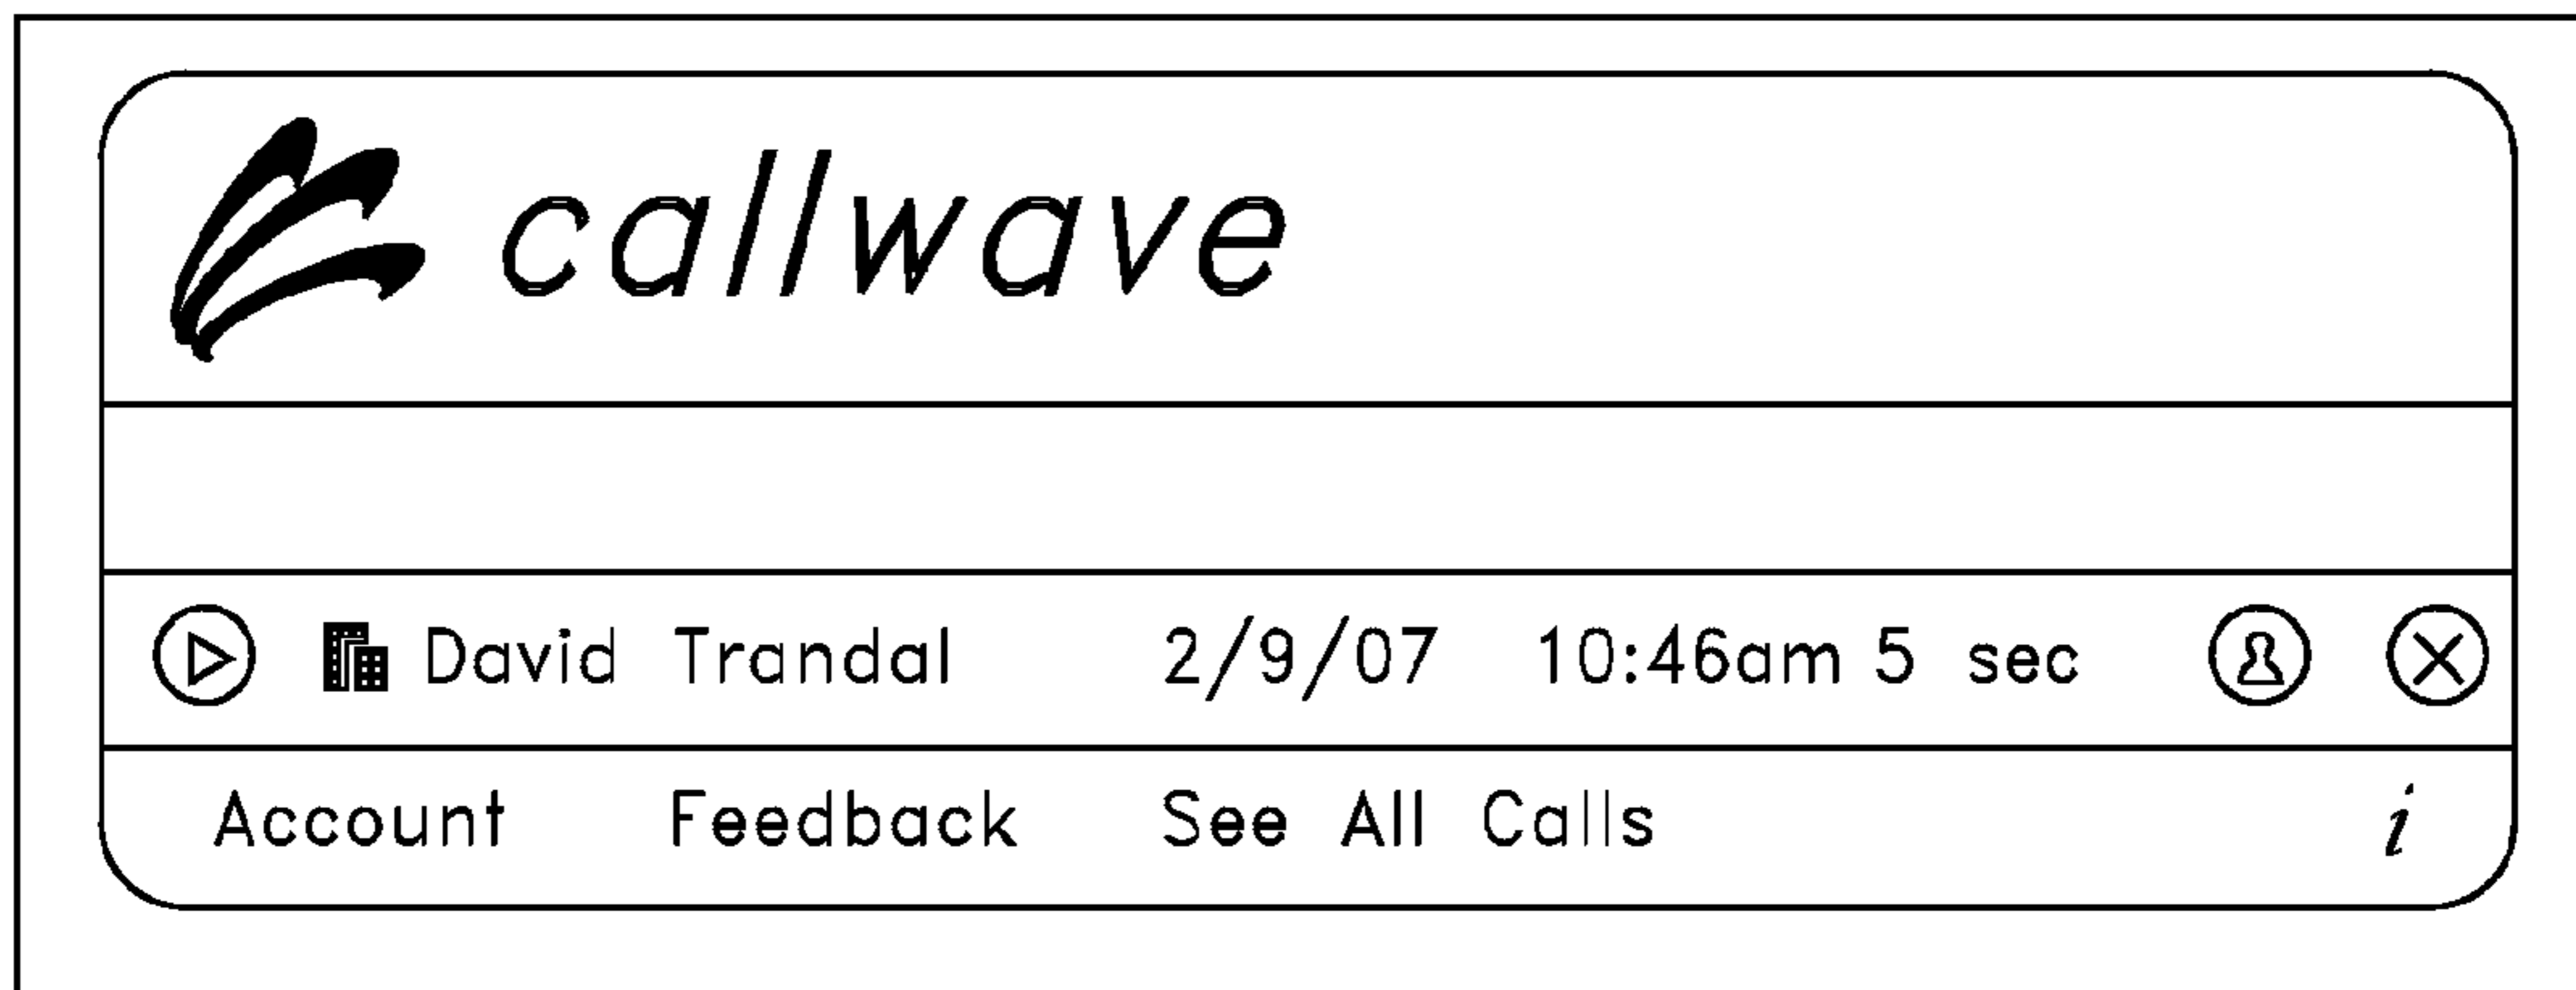 callwave
David Trandal 2/9/07 10:46am 5 sec
Account Feedback See All Calls i